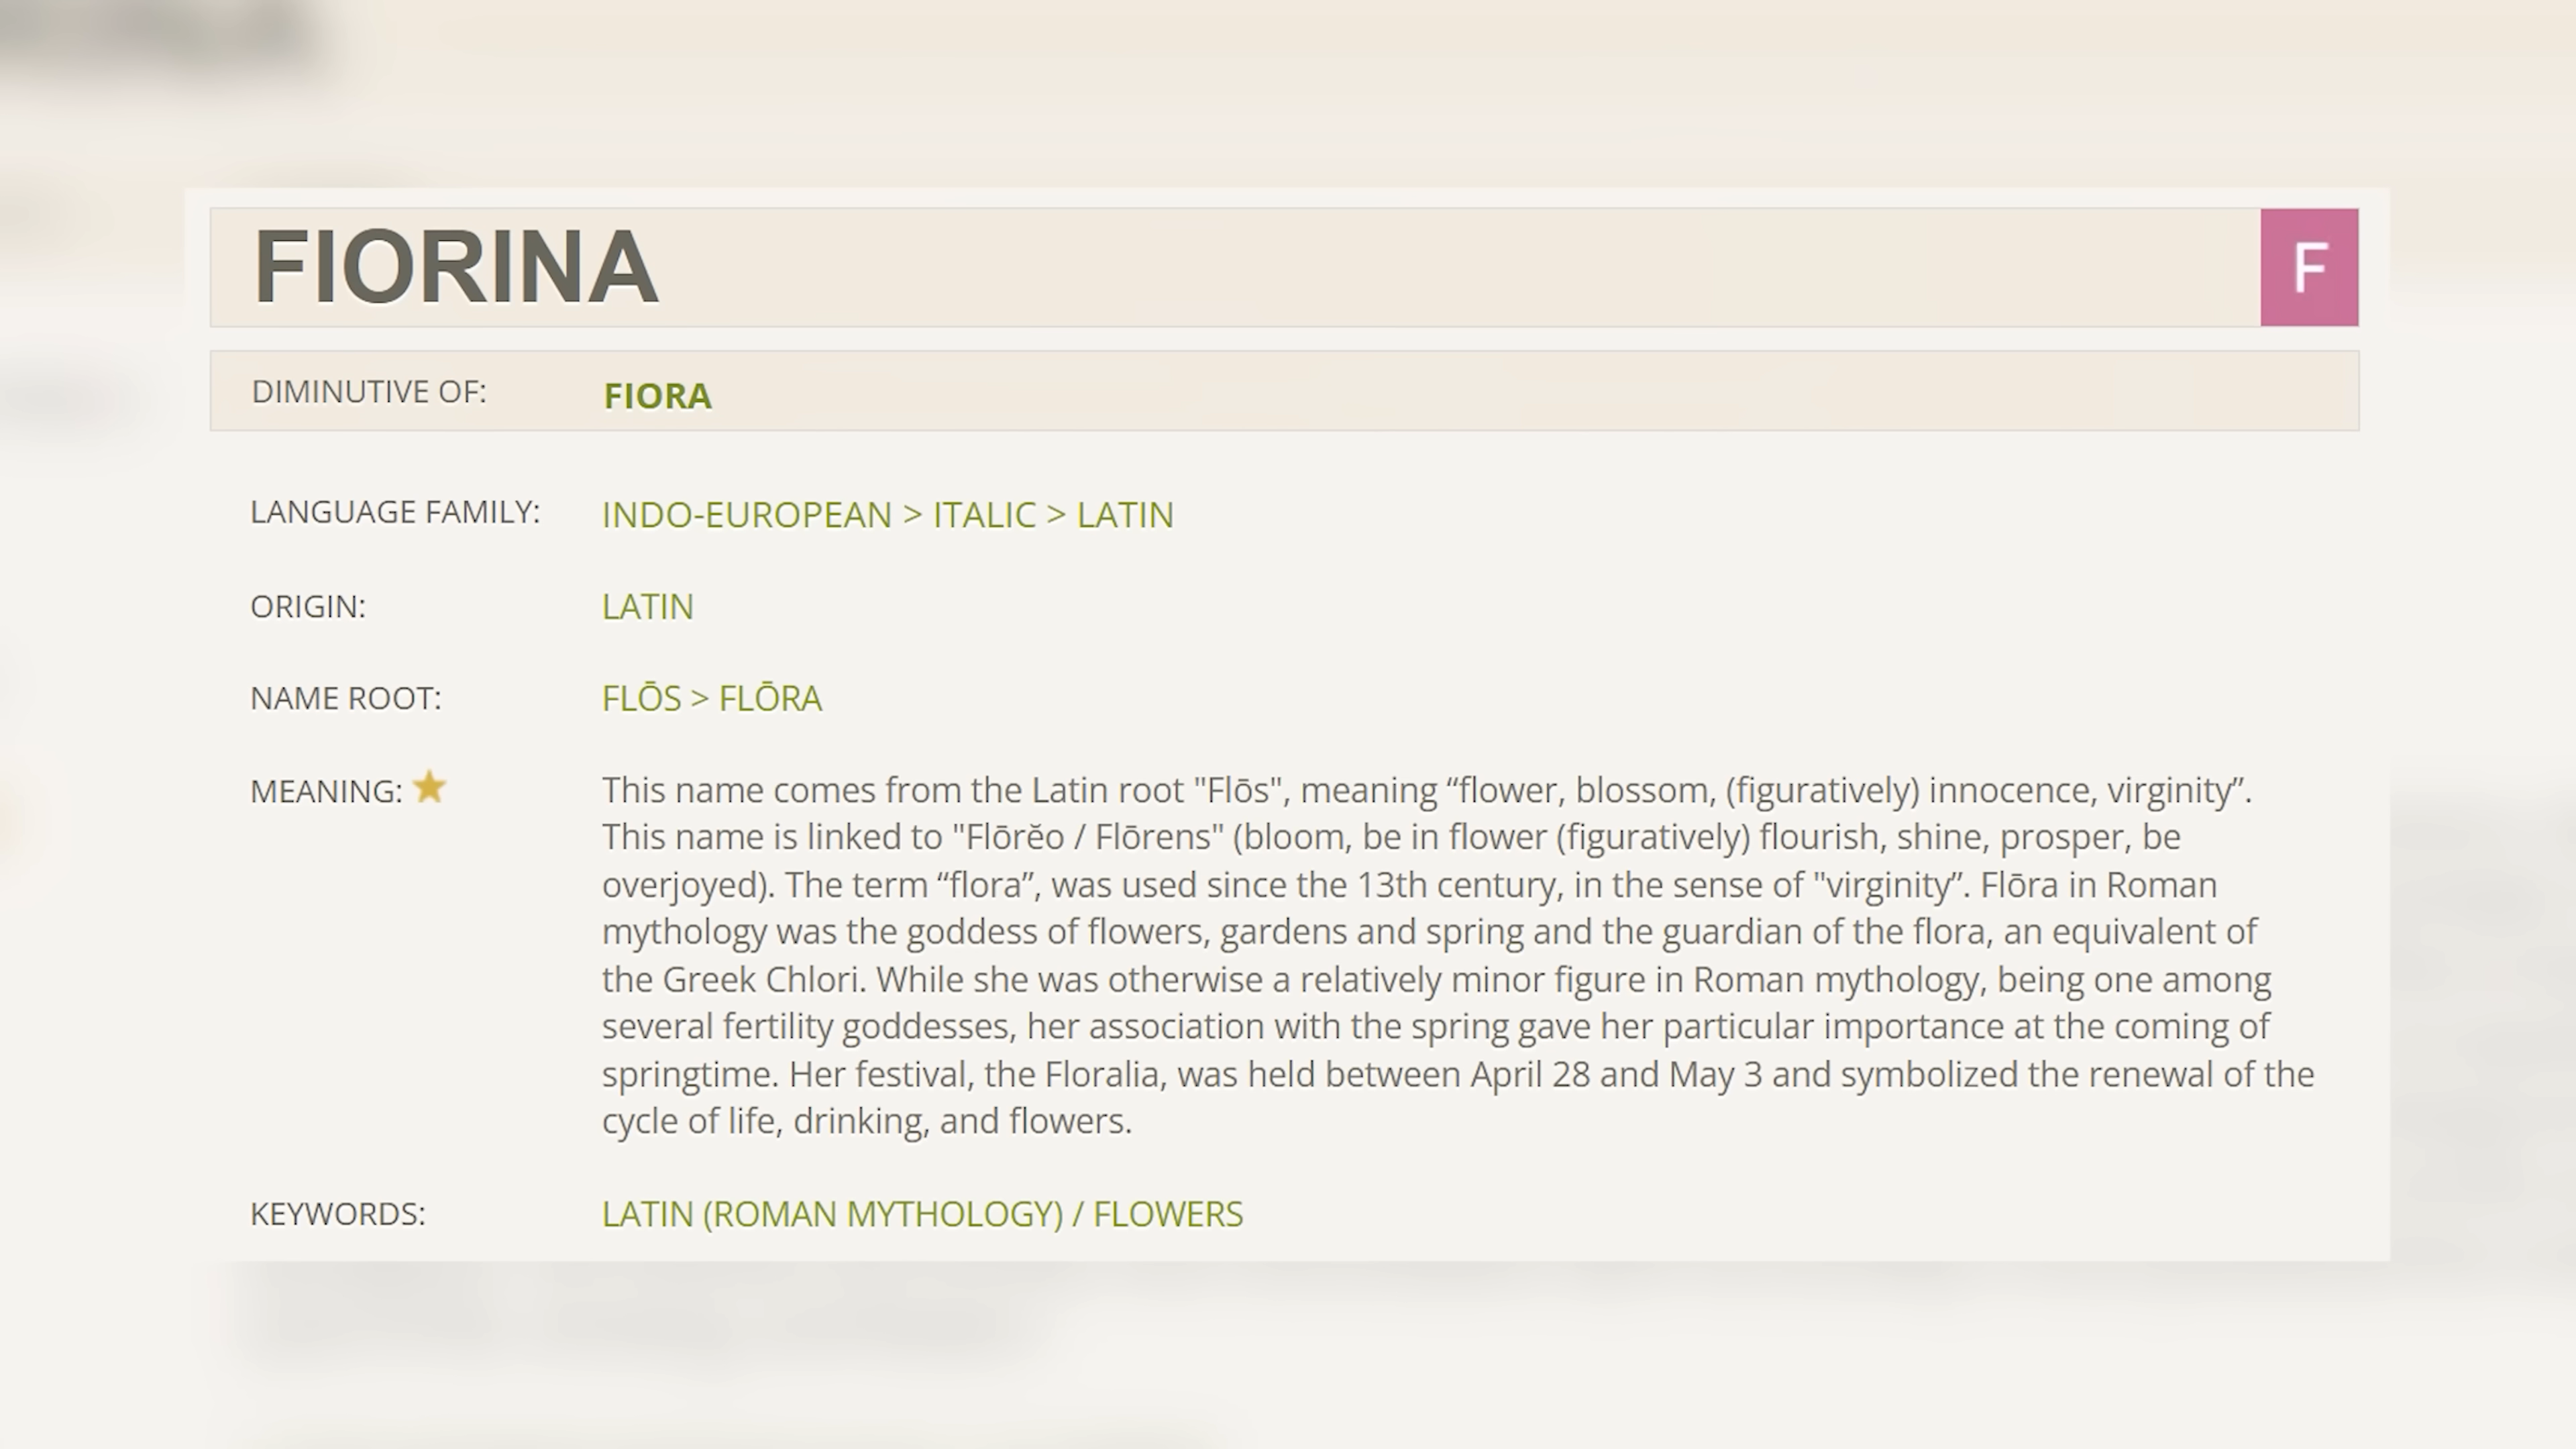 FIORINA F
DIMINUTIVE OF: FIORA
LANGUAGE FAMILY: INDO-EUROPEAN > ITALIC > LATIN
ORIGIN: LATIN
NAME ROOT: FLŌS > FLŌRA
MEANING: This name comes from the Latin root "Flōs", meaning “flower, blossom, (figuratively) innocence, virginity”.
This name is linked to "Flōrĕo / Flōrens" (bloom, be in flower (figuratively) flourish, shine, prosper, be
overjoyed). The term “flora”, was used since the 13th century, in the sense of "virginity”. Flōra in Roman
mythology was the goddess of flowers, gardens and spring and the guardian of the flora, an equivalent of
the Greek Chlori. While she was otherwise a relatively minor figure in Roman mythology, being one among
several fertility goddesses, her association with the spring gave her particular importance at the coming of
springtime. Her festival, the Floralia, was held between April 28 and May 3 and symbolized the renewal of the
cycle of life, drinking, and flowers.
KEYWORDS: LATIN (ROMAN MYTHOLOGY) / FLOWERS